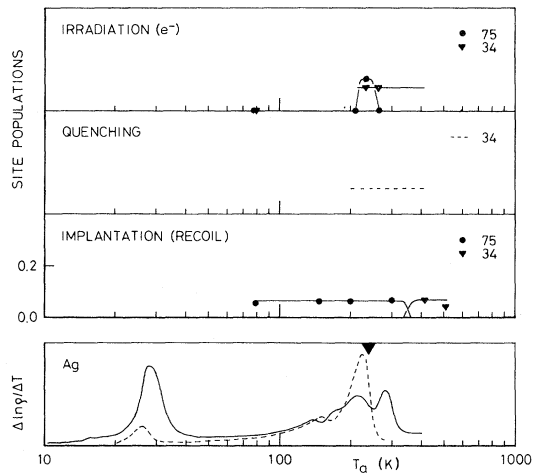 IRRADIATION (e⁻)
75
34
SITE POPULATIONS
QUENCHING
34
IMPLANTATION (RECOIL)
75
34
0.2
0.0
Ag
Δlnρ/ΔT
10
100
1000
Tₐ (K)